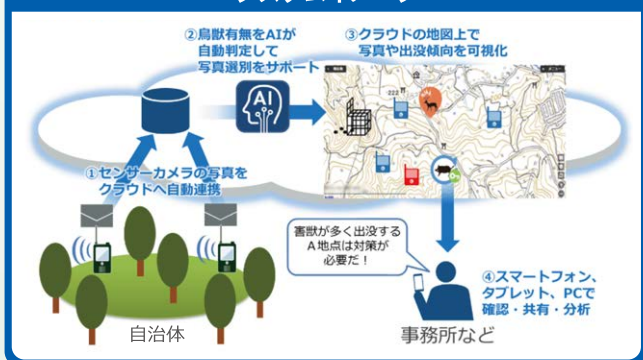 ②鳥獣有無をAIが
自動判定して
写真選別をサポート
③クラウドの地図上で
写真や出没傾向を可視化
AI
222
①センサーカメラの写真を
クラウドへ自動連携
害獣が多く出没する
A地点は対策が
必要だ！
④スマートフォン、
タブレット、PCで
確認・共有・分析
自治体
事務所など